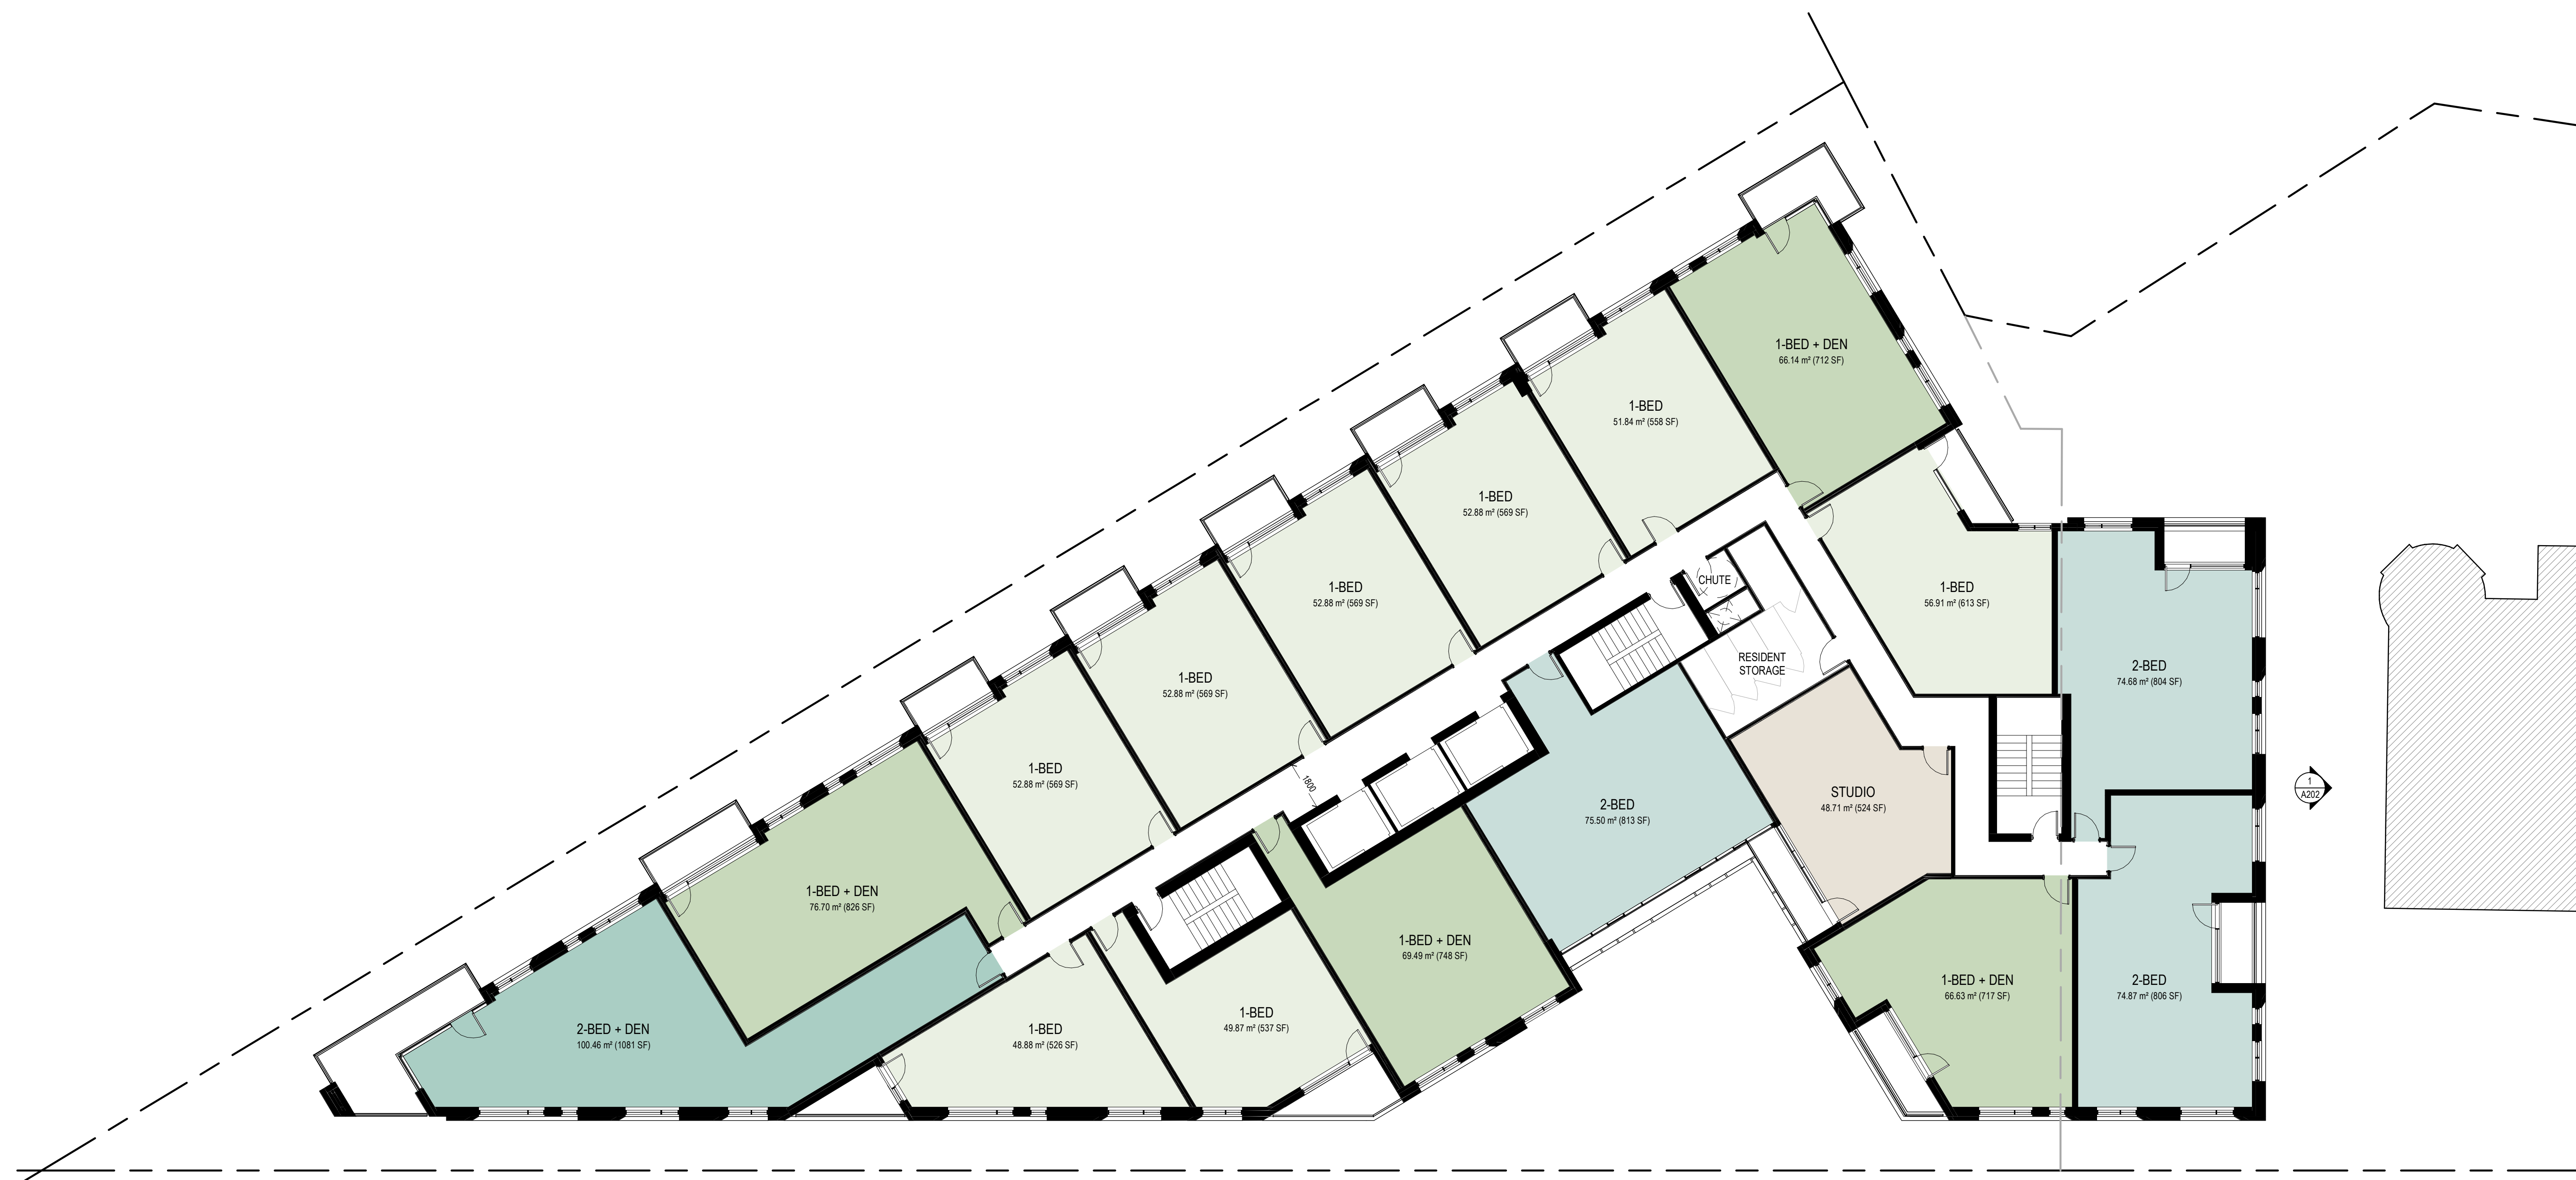 1-BED + DEN
66.14 m² (712 SF)
1-BED
51.84 m² (558 SF)
1-BED
52.88 m² (569 SF)
1-BED
52.88 m² (569 SF)
1-BED
52.88 m² (569 SF)
1-BED
52.88 m² (569 SF)
1-BED + DEN
76.70 m² (826 SF)
2-BED + DEN
100.46 m² (1081 SF)
1-BED
48.88 m² (526 SF)
1-BED
49.87 m² (537 SF)
1-BED + DEN
69.49 m² (748 SF)
2-BED
75.50 m² (813 SF)
STUDIO
48.71 m² (524 SF)
CHUTE
RESIDENT
STORAGE
1800
1-BED
56.91 m² (613 SF)
2-BED
74.68 m² (804 SF)
2-BED
74.87 m² (806 SF)
1-BED + DEN
66.63 m² (717 SF)
1
A202